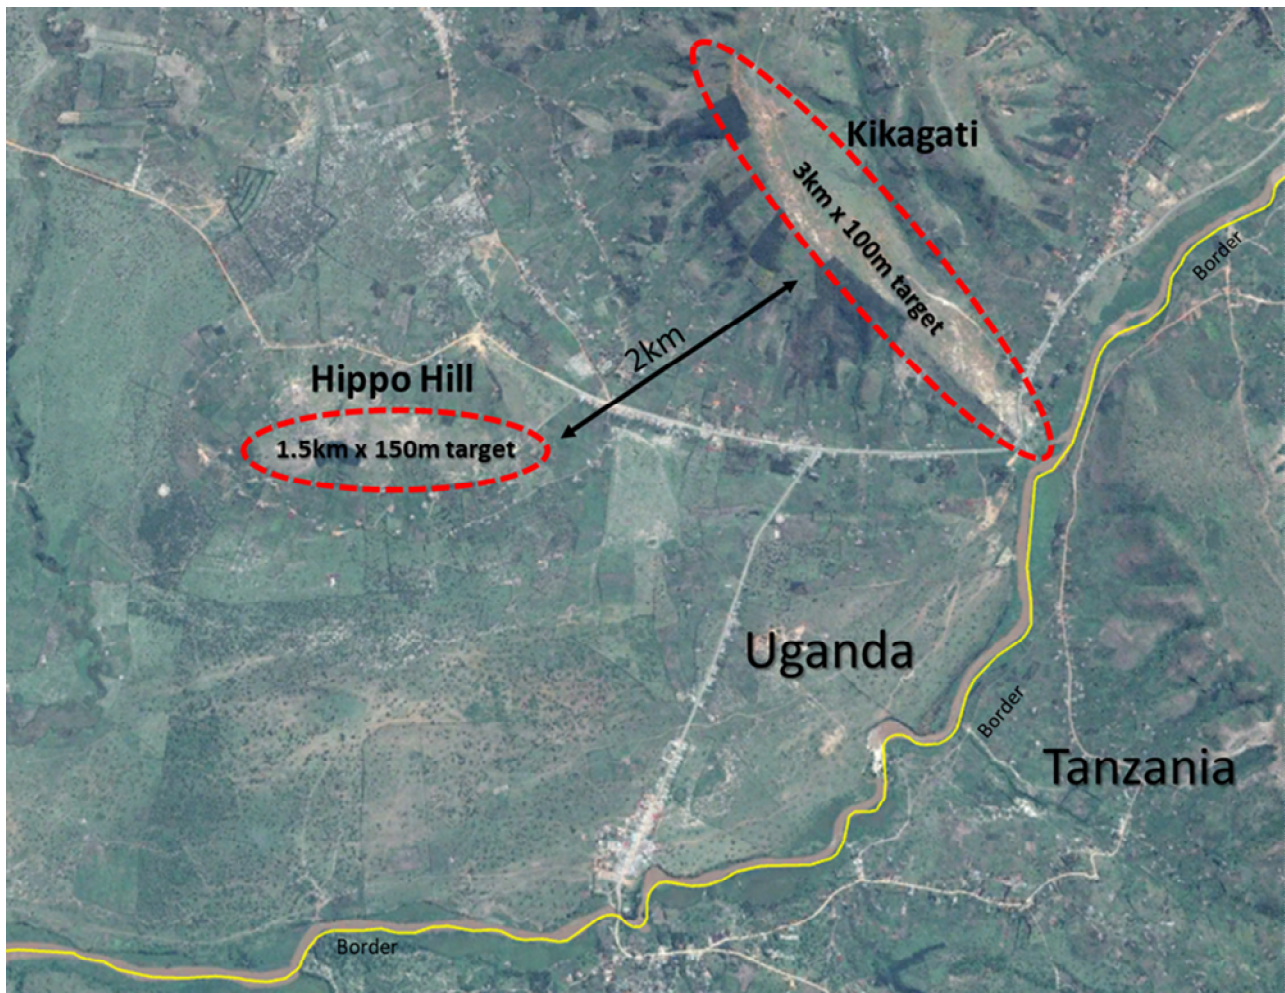 Kikagati
3km x 100m target
Border
2km
Hippo Hill
1.5km x 150m target
Uganda
Border
Tanzania
Border